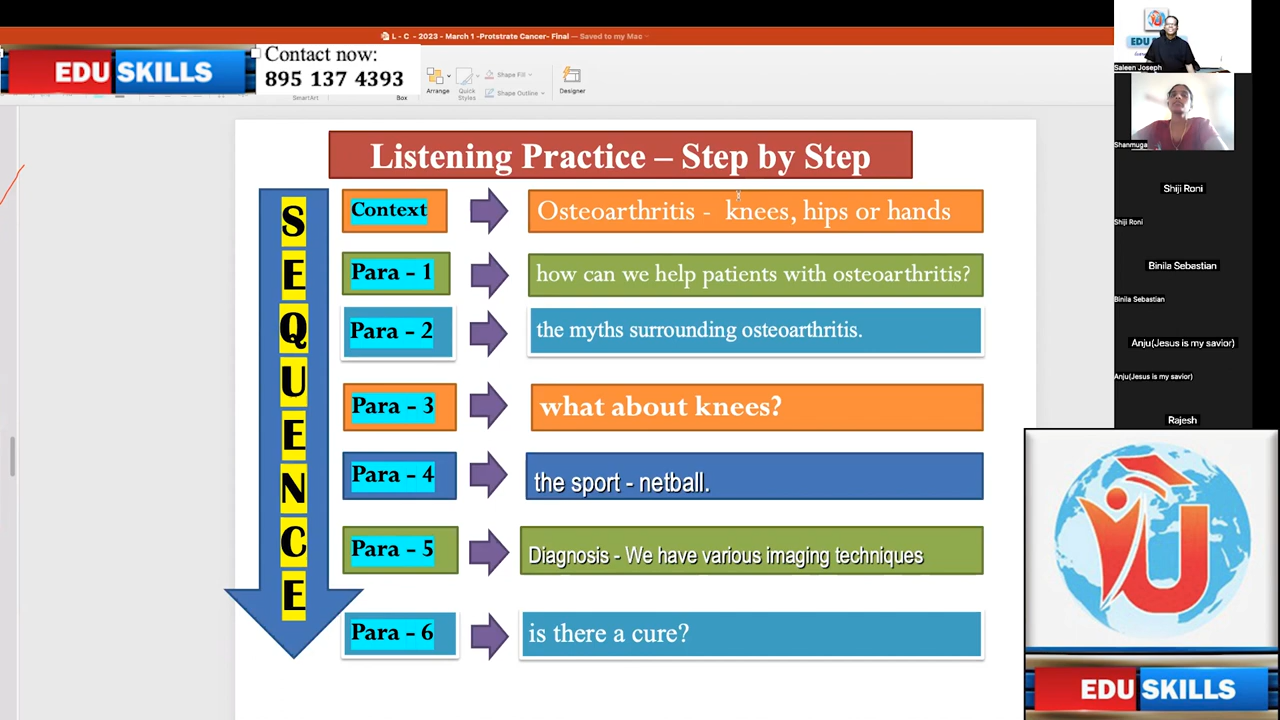 L - C - 2023 - March 1 -Protstrate Cancer- Final — Saved to my Mac
EDU SKILLS
Contact now:
895 137 4393
SmartArt
Box
Arrange
Quick Styles
Shape Fill
Shape Outline
Designer
Listening Practice – Step by Step
SEQUENCE
Context
Osteoarthritis - knees, hips or hands
Para - 1
how can we help patients with osteoarthritis?
Para - 2
the myths surrounding osteoarthritis.
Para - 3
what about knees?
Para - 4
the sport - netball.
Para - 5
Diagnosis - We have various imaging techniques
Para - 6
is there a cure?
Saleen Joseph
Shanmuga
Shiji Roni
Shiji Roni
Binila Sebastian
Binila Sebastian
Anju(Jesus is my savior)
Anju(Jesus is my savior)
Rajesh
EDU SKILLS